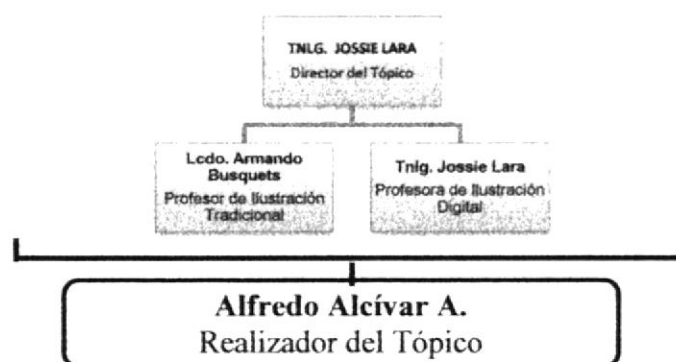 TNLG. JOSSIE LARA
Director del Tópico
Lcdo. Armando
Busquets
Profesor de Ilustración
Tradicional
Tnlg. Jossie Lara
Profesora de Ilustración
Digital
Alfredo Alcívar A.
Realizador del Tópico